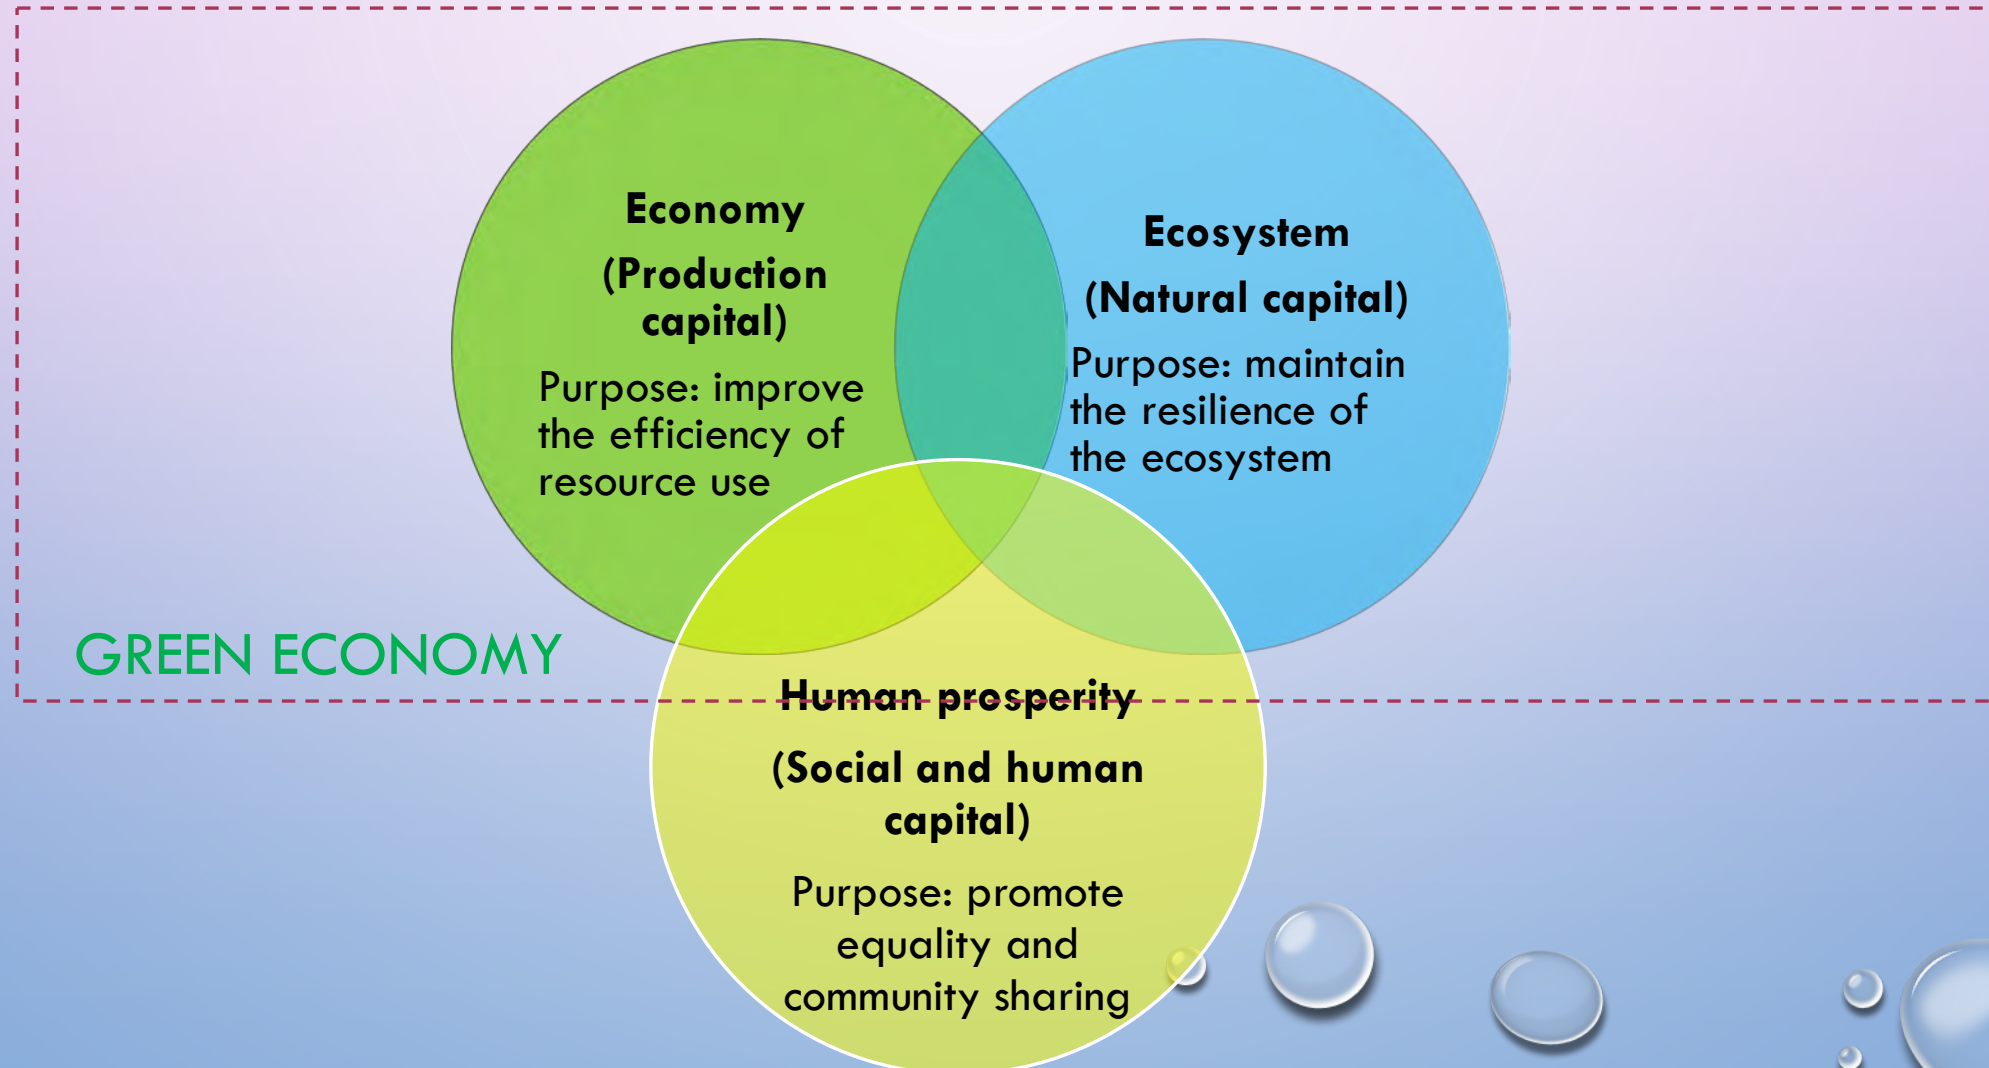 Economy
(Production
capital)
Purpose: improve
the efficiency of
resource use
Ecosystem
(Natural capital)
Purpose: maintain
the resilience of
the ecosystem
GREEN ECONOMY
Human prosperity
(Social and human
capital)
Purpose: promote
equality and
community sharing